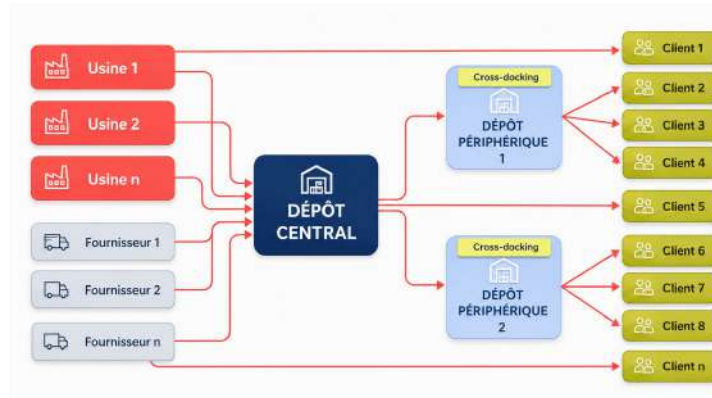 Usine 1
Usine 2
Usine n
Fournisseur 1
Fournisseur 2
Fournisseur n
DÉPÔT
CENTRAL
Cross-docking
DÉPÔT
PÉRIPHÉRIQUE
1
Cross-docking
DÉPÔT
PÉRIPHÉRIQUE
2
Client 1
Client 2
Client 3
Client 4
Client 5
Client 6
Client 7
Client 8
Client n